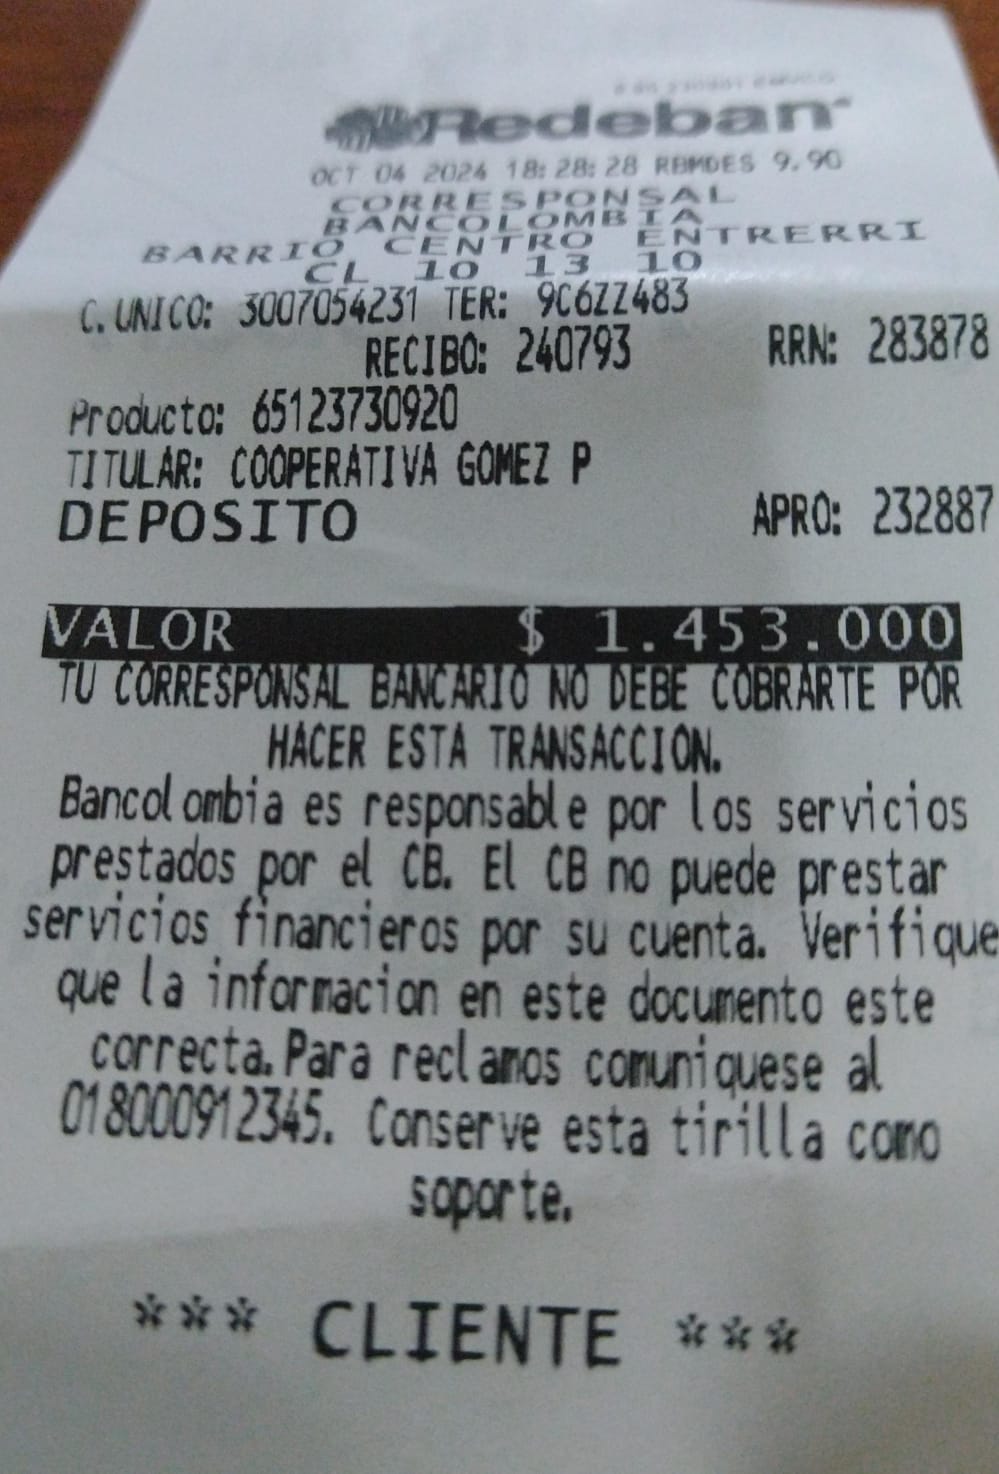 Redeban
OCT 04 2024 18:28:28 RBMDES 9.90
CORRESPONSAL
BANCOLOMBIA
BARRIO CENTRO ENTRERRI
CL 10 13 10
C. UNICO: 3007054231 TER: 9C6ZZ483
RECIBO: 240793 RRN: 283878
Producto: 65123730920
TITULAR: COOPERATIVA GOMEZ P
DEPOSITO APRO: 232887
VALOR $ 1.453.000
TU CORRESPONSAL BANCARIO NO DEBE COBRARTE POR
HACER ESTA TRANSACCION.
Bancolombia es responsable por los servicios
prestados por el CB. El CB no puede prestar
servicios financieros por su cuenta. Verifique
que la informacion en este documento este
correcta. Para reclamos comuniquese al
018000912345. Conserve esta tirilla como
soporte.
*** CLIENTE ***